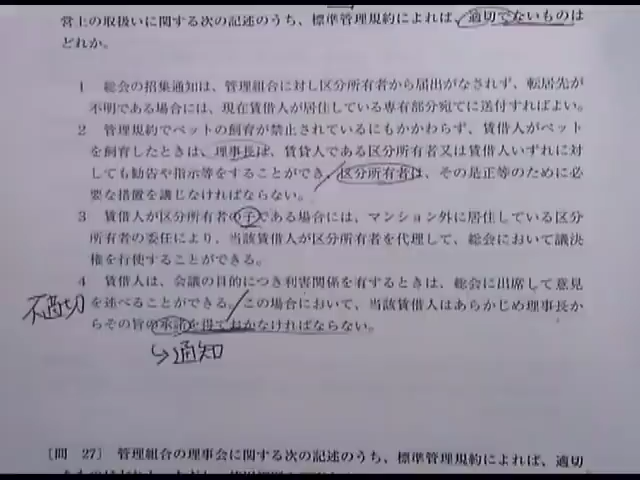 営上の取扱いに関する次の記述のうち、標準管理規約によれば、適切でないものは
どれか。
1 総会の招集通知は、管理組合に対し区分所有者から届出がなされず、転居先が
不明である場合には、現在賃借人が居住している専有部分宛てに送付すればよい。
2 管理規約でペットの飼育が禁止されているにもかかわらず、賃借人がペット
を飼育したときは、理事長は、賃貸人である区分所有者又は賃借人いずれに対
しても勧告や指示等をすることができ、区分所有者は、その是正等のために必
要な措置を講じなければならない。
3 賃借人が区分所有者の子である場合には、マンション外に居住している区分
所有者の委任により、当該賃借人が区分所有者を代理して、総会において議決
権を行使することができる。
4 賃借人は、会議の目的につき利害関係を有するときは、総会に出席して意見
を述べることができる。この場合において、当該賃借人はあらかじめ理事長か
らその旨の承諾を得ておかなければならない。
不適切
↳通知
[問 27] 管理組合の理事会に関する次の記述のうち、標準管理規約によれば、適切